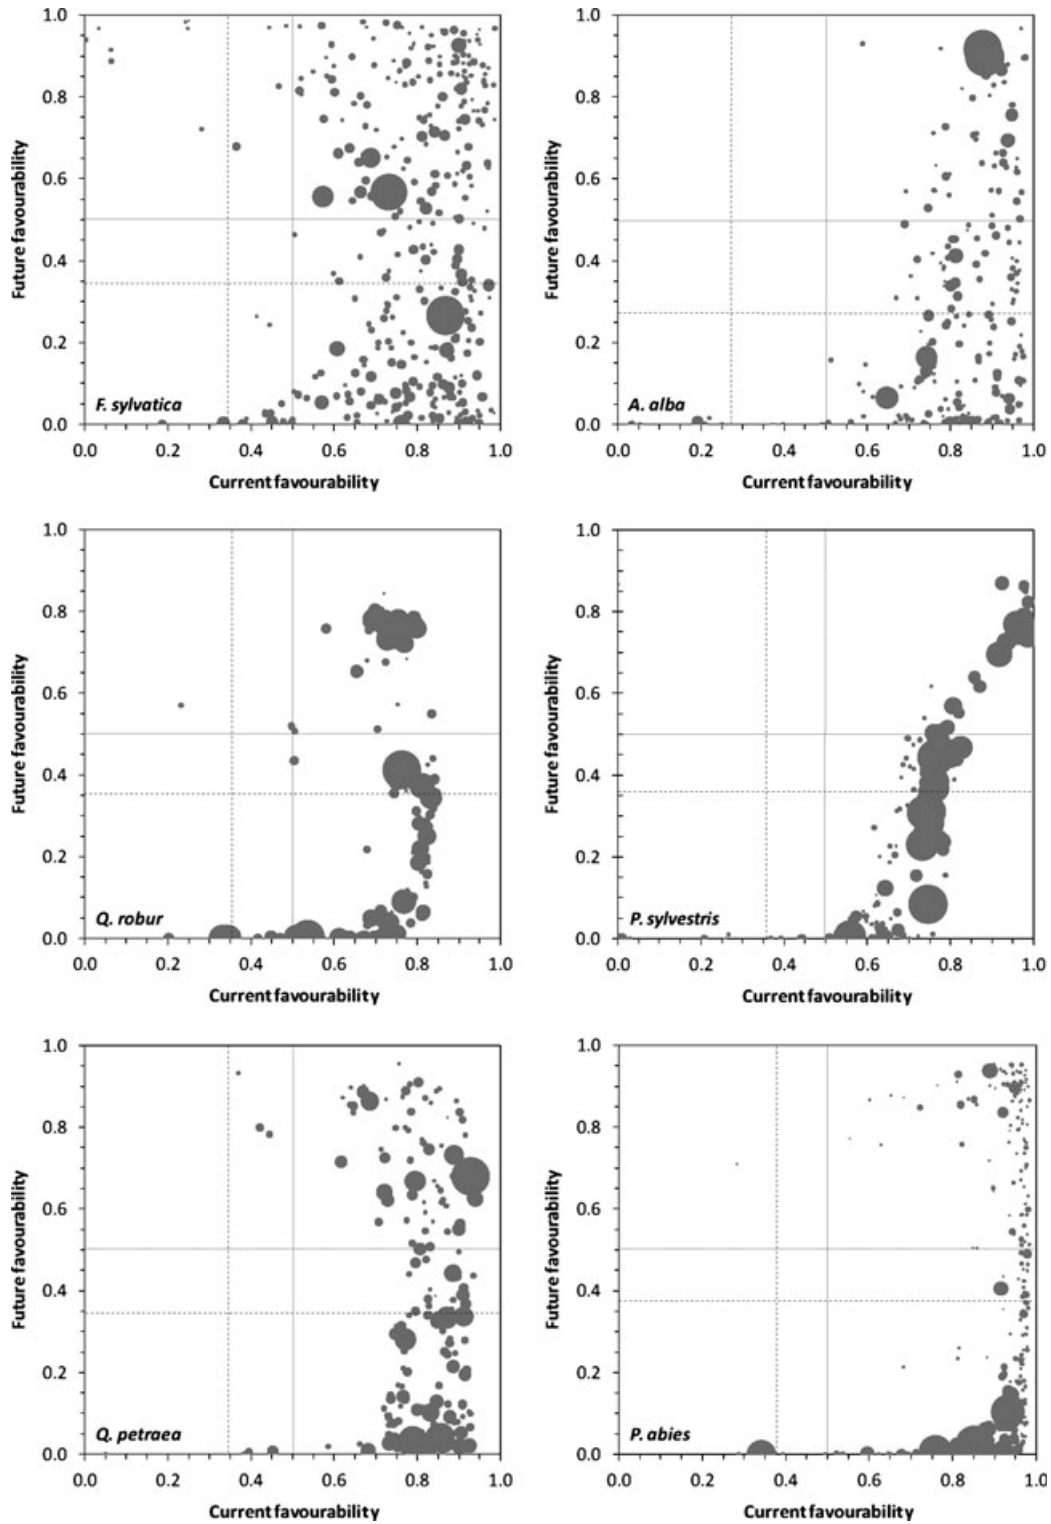 1.0
0.8
0.6
0.4
0.2
0.0
Future favourability
F. sylvatica
0.0 0.2 0.4 0.6 0.8 1.0
Current favourability
1.0
0.8
0.6
0.4
0.2
0.0
Future favourability
A. alba
0.0 0.2 0.4 0.6 0.8 1.0
Current favourability
1.0
0.8
0.6
0.4
0.2
0.0
Future favourability
Q. robur
0.0 0.2 0.4 0.6 0.8 1.0
Current favourability
1.0
0.8
0.6
0.4
0.2
0.0
Future favourability
P. sylvestris
0.0 0.2 0.4 0.6 0.8 1.0
Current favourability
1.0
0.8
0.6
0.4
0.2
0.0
Future favourability
Q. petraea
0.0 0.2 0.4 0.6 0.8 1.0
Current favourability
1.0
0.8
0.6
0.4
0.2
0.0
Future favourability
P. abies
0.0 0.2 0.4 0.6 0.8 1.0
Current favourability